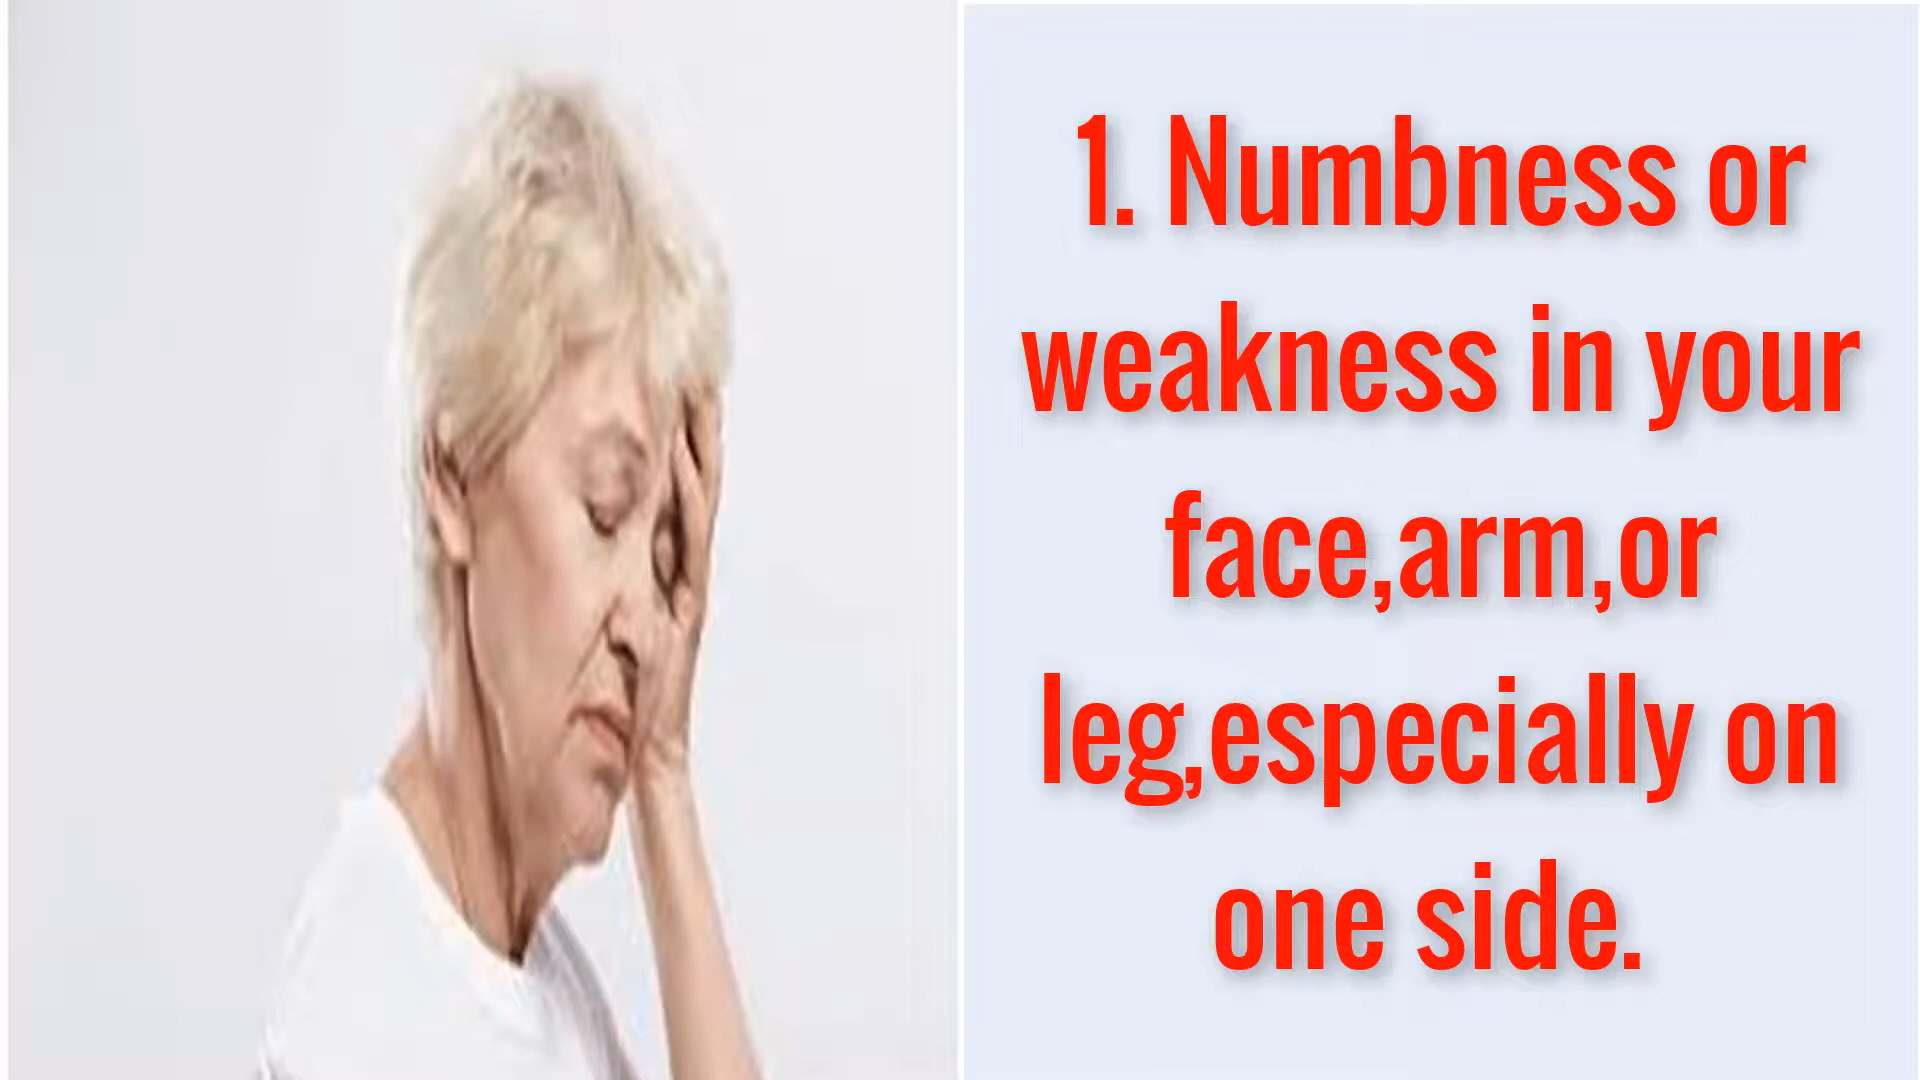 1. Numbness or
weakness in your
face,arm,or
leg,especially on
one side.